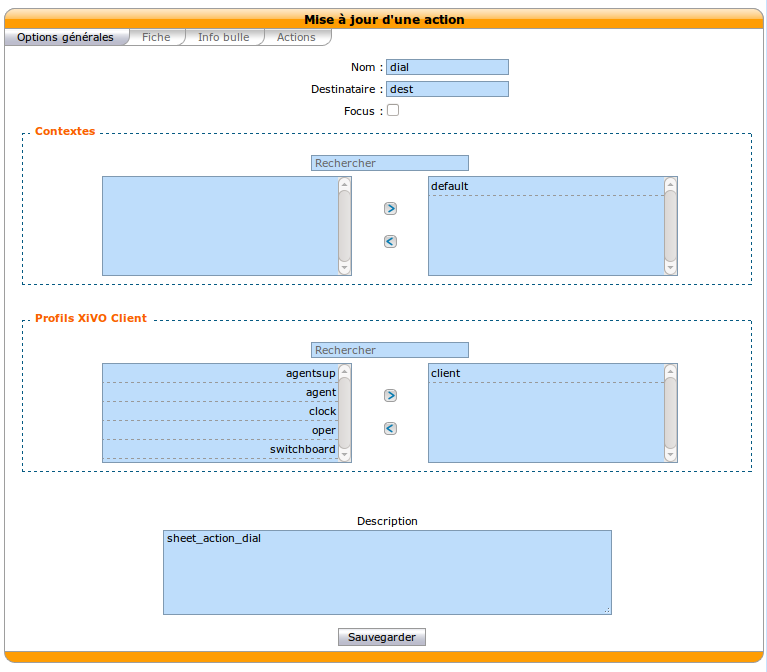 Mise à jour d'une action
Options générales Fiche Info bulle Actions
Nom : dial
Destinataire : dest
Focus :
Contextes
Rechercher
default
Profils XiVO Client
Rechercher
agentsup
agent
clock
oper
switchboard
client
Description
sheet_action_dial
Sauvegarder